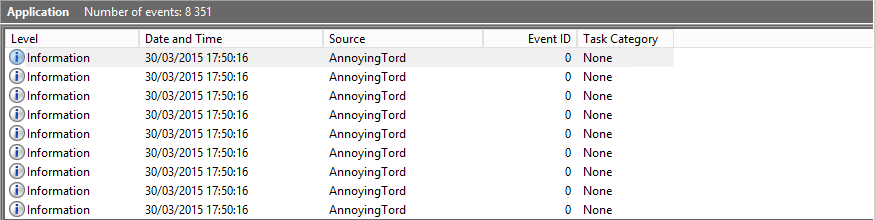 Application Number of events: 8 351
Level Date and Time Source Event ID Task Category
Information 30/03/2015 17:50:16 AnnoyingTord 0 None
Information 30/03/2015 17:50:16 AnnoyingTord 0 None
Information 30/03/2015 17:50:16 AnnoyingTord 0 None
Information 30/03/2015 17:50:16 AnnoyingTord 0 None
Information 30/03/2015 17:50:16 AnnoyingTord 0 None
Information 30/03/2015 17:50:16 AnnoyingTord 0 None
Information 30/03/2015 17:50:16 AnnoyingTord 0 None
Information 30/03/2015 17:50:16 AnnoyingTord 0 None
Information 30/03/2015 17:50:16 AnnoyingTord 0 None